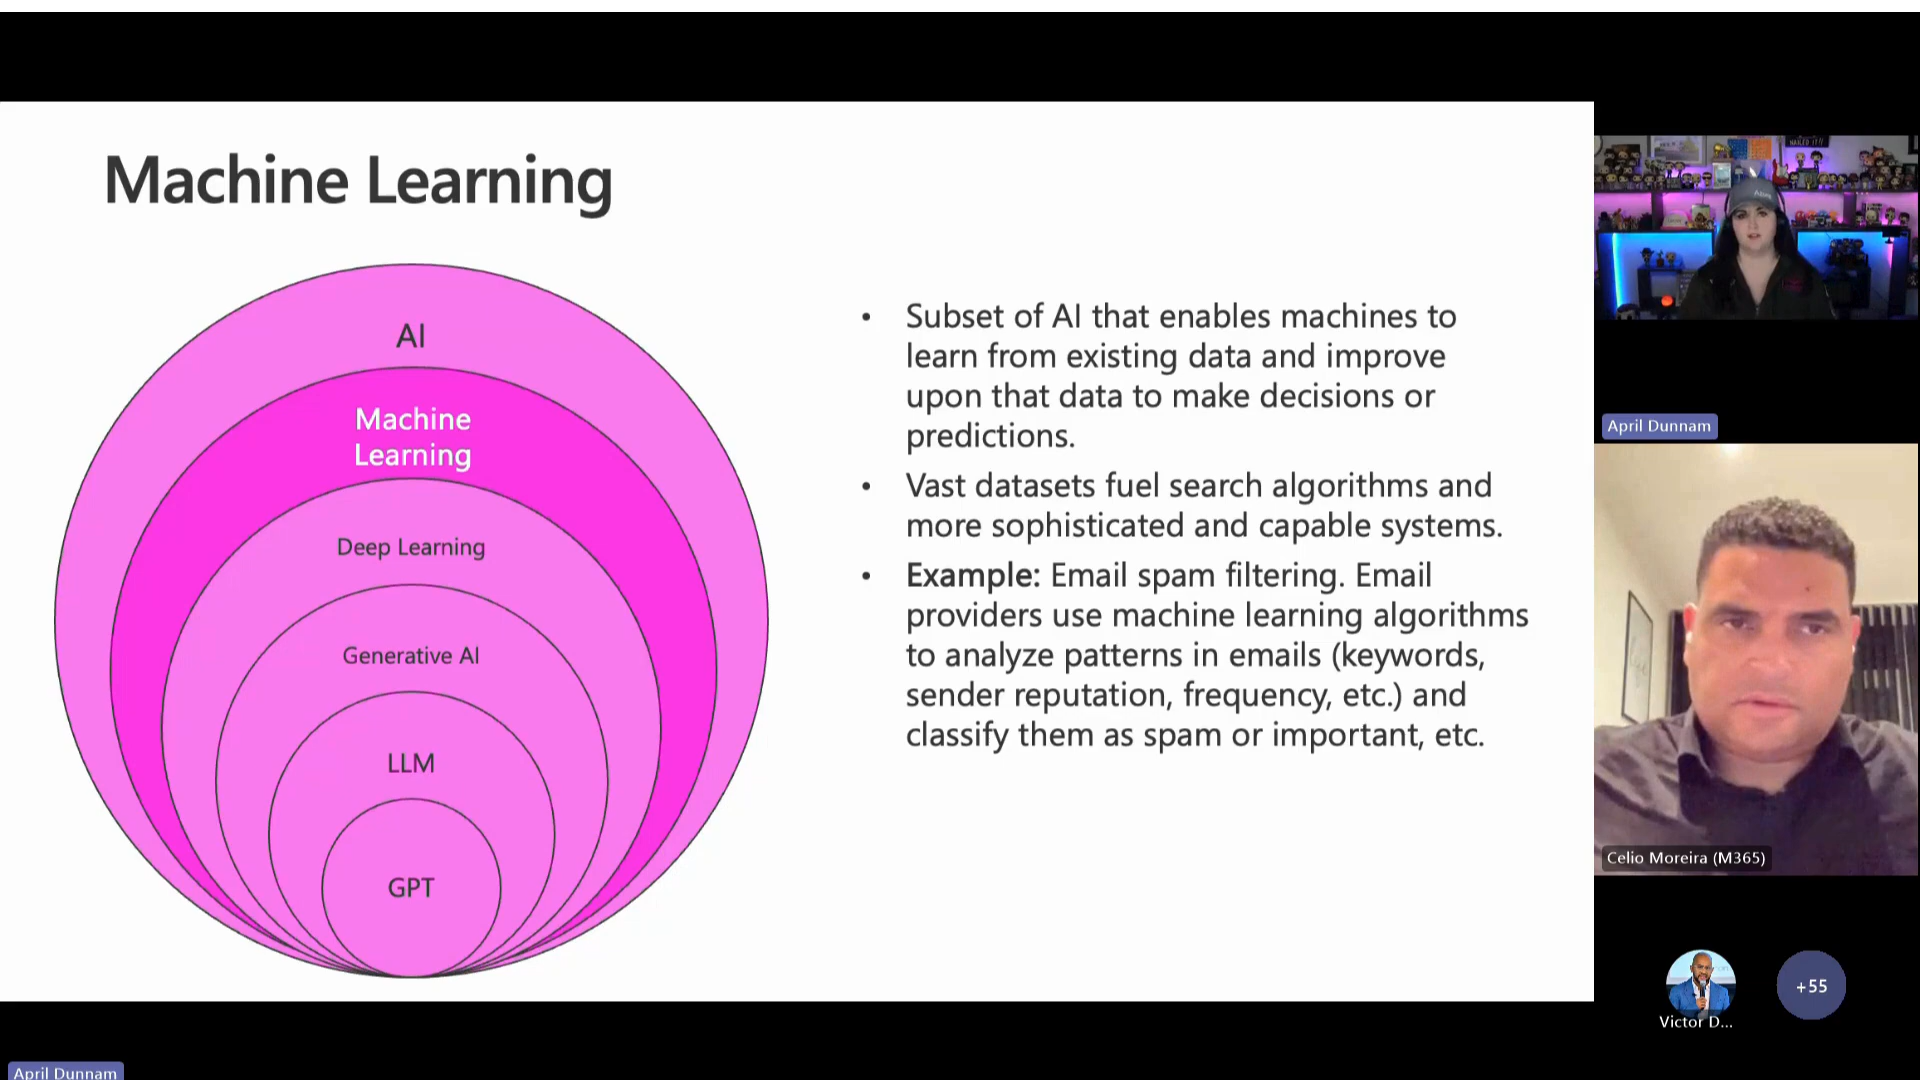 Machine Learning
AI
Machine
Learning
Deep Learning
Generative AI
LLM
GPT
• Subset of AI that enables machines to
learn from existing data and improve
upon that data to make decisions or
predictions.
• Vast datasets fuel search algorithms and
more sophisticated and capable systems.
• Example: Email spam filtering. Email
providers use machine learning algorithms
to analyze patterns in emails (keywords,
sender reputation, frequency, etc.) and
classify them as spam or important, etc.
April Dunnam
Celio Moreira (M365)
Victor D...
+55
April Dunnam